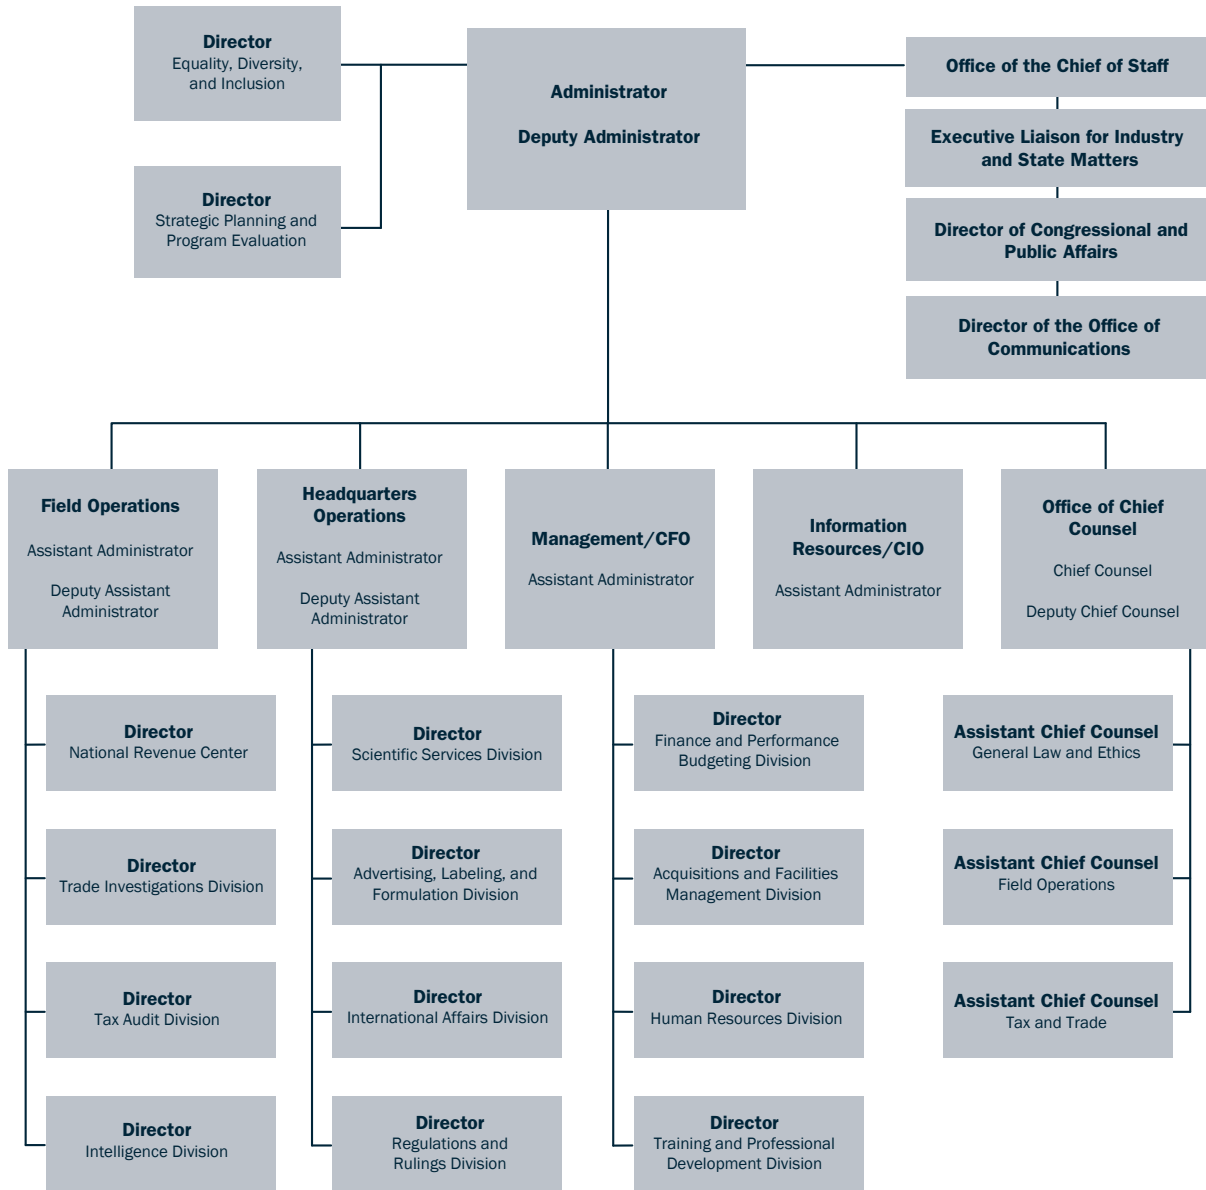 Director
Equality, Diversity,
and Inclusion
Director
Strategic Planning and
Program Evaluation
Administrator
Deputy Administrator
Office of the Chief of Staff
Executive Liaison for Industry
and State Matters
Director of Congressional and
Public Affairs
Director of the Office of
Communications
Field Operations
Assistant Administrator
Deputy Assistant
Administrator
Headquarters
Operations
Assistant Administrator
Deputy Assistant
Administrator
Management/CFO
Assistant Administrator
Information
Resources/CIO
Assistant Administrator
Office of Chief
Counsel
Chief Counsel
Deputy Chief Counsel
Director
National Revenue Center
Director
Trade Investigations Division
Director
Tax Audit Division
Director
Intelligence Division
Director
Scientific Services Division
Director
Advertising, Labeling, and
Formulation Division
Director
International Affairs Division
Director
Regulations and
Rulings Division
Director
Finance and Performance
Budgeting Division
Director
Acquisitions and Facilities
Management Division
Director
Human Resources Division
Director
Training and Professional
Development Division
Assistant Chief Counsel
General Law and Ethics
Assistant Chief Counsel
Field Operations
Assistant Chief Counsel
Tax and Trade